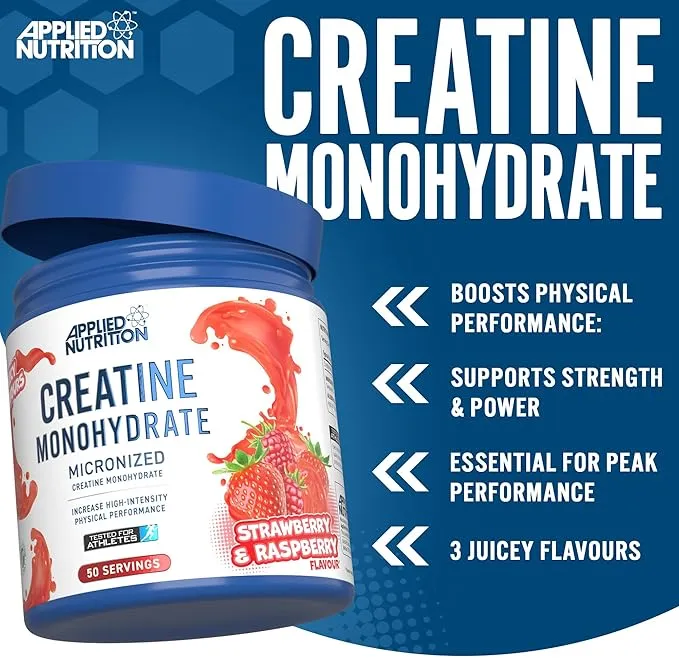 APPLIED
NUTRITION
CREATINE
MONOHYDRATE
BOOSTS PHYSICAL
PERFORMANCE:
SUPPORTS STRENGTH
& POWER
ESSENTIAL FOR PEAK
PERFORMANCE
3 JUICEY FLAVOURS
APPLIED
NUTRITION
CREATINE
MONOHYDRATE
MICRONIZED
CREATINE MONOHYDRATE
INCREASE HIGH-INTENSITY
PHYSICAL PERFORMANCE
TESTED FOR
ATHLETES
50 SERVINGS
STRAWBERRY
& RASPBERRY
FLAVOUR